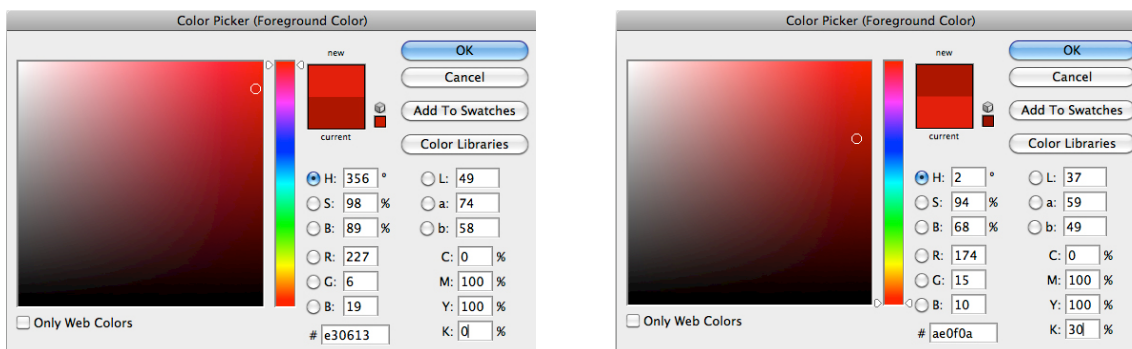 Color Picker (Foreground Color)
new
current
OK
Cancel
Add To Swatches
Color Libraries
H: 356 °
S: 98 %
B: 89 %
R: 227
G: 6
B: 19
# e30613
L: 49
a: 74
b: 58
C: 0 %
M: 100 %
Y: 100 %
K: 0 %
Only Web Colors
Color Picker (Foreground Color)
new
current
OK
Cancel
Add To Swatches
Color Libraries
H: 2 °
S: 94 %
B: 68 %
R: 174
G: 15
B: 10
# ae0f0a
L: 37
a: 59
b: 49
C: 0 %
M: 100 %
Y: 100 %
K: 30 %
Only Web Colors